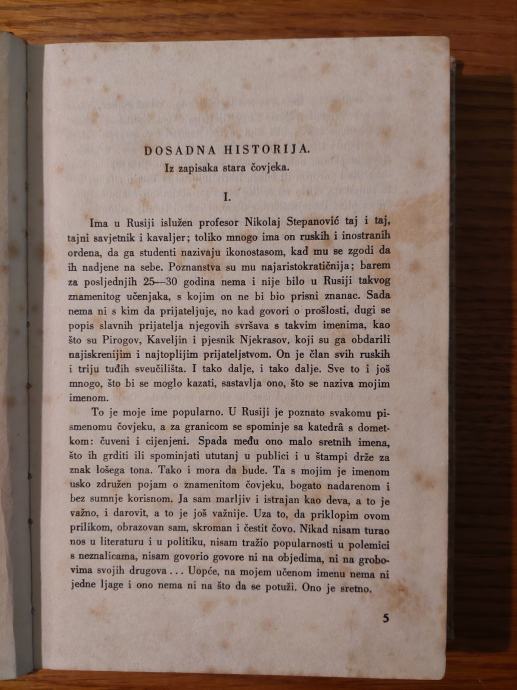 DOSADNA HISTORIJA.
Iz zapisaka stara čovjeka.
I.
Ima u Rusiji islužen profesor Nikolaj Stepanović taj i taj,
tajni savjetnik i kavaljer; toliko mnogo ima on ruskih i inostranih
ordena, da ga studenti nazivaju ikonostasom, kad mu se zgodi da
ih nadjene na sebe. Poznanstva su mu najaristokratičnija; barem
za posljednjih 25—30 godina nema i nije bilo u Rusiji takvog
znamenitog učenjaka, s kojim on ne bi bio prisni znanac. Sada
nema ni s kim da prijateljuje, no kad govori o prošlosti, dugi se
popis slavnih prijatelja njegovih svršava s takvim imenima, kao
što su Pirogov, Kaveljin i pjesnik Njekrasov, koji su ga obdarili
najiskrenijim i najtoplijim prijateljstvom. On je član svih ruskih
i triju tuđih sveučilišta. I tako dalje, i tako dalje. Sve to i još
mnogo, što bi se moglo kazati, sastavlja ono, što se naziva mojim
imenom.
To je moje ime popularno. U Rusiji je poznato svakomu pi-
smenomu čovjeku, a za granicom se spominje sa katedrâ s domet-
kom: čuveni i cijenjeni. Spada među ono malo sretnih imena,
što ih grditi ili spominjati ututanj u publici i u štampi drže za
znak lošega tona. Tako i mora da bude. Ta s mojim je imenom
usko združen pojam o znamenitom čovjeku, bogato nadarenom i
bez sumnje korisnom. Ja sam marljiv i istrajan kao deva, a to je
važno, i darovit, a to je još važnije. Uza to, da priklopim ovom
prilikom, obrazovan sam, skroman i čestit čovo. Nikad nisam turao
nos u literaturu i u politiku, nisam tražio popularnosti u polemici
s neznalicama, nisam govorio govore ni na objedima, ni na grobo-
vima svojih drugova ... Uopće, na mojem učenom imenu nema ni
jedne ljage i ono nema ni na što da se potuži. Ono je sretno.
5